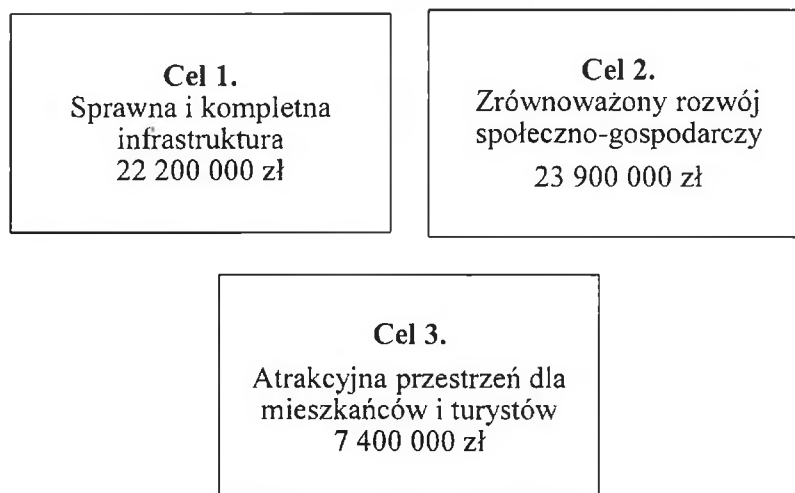 Cel 1.
Sprawna i kompletna
infrastruktura
22 200 000 zł
Cel 2.
Zrównoważony rozwój
społeczno-gospodarczy
23 900 000 zł
Cel 3.
Atrakcyjna przestrzeń dla
mieszkańców i turystów
7 400 000 zł